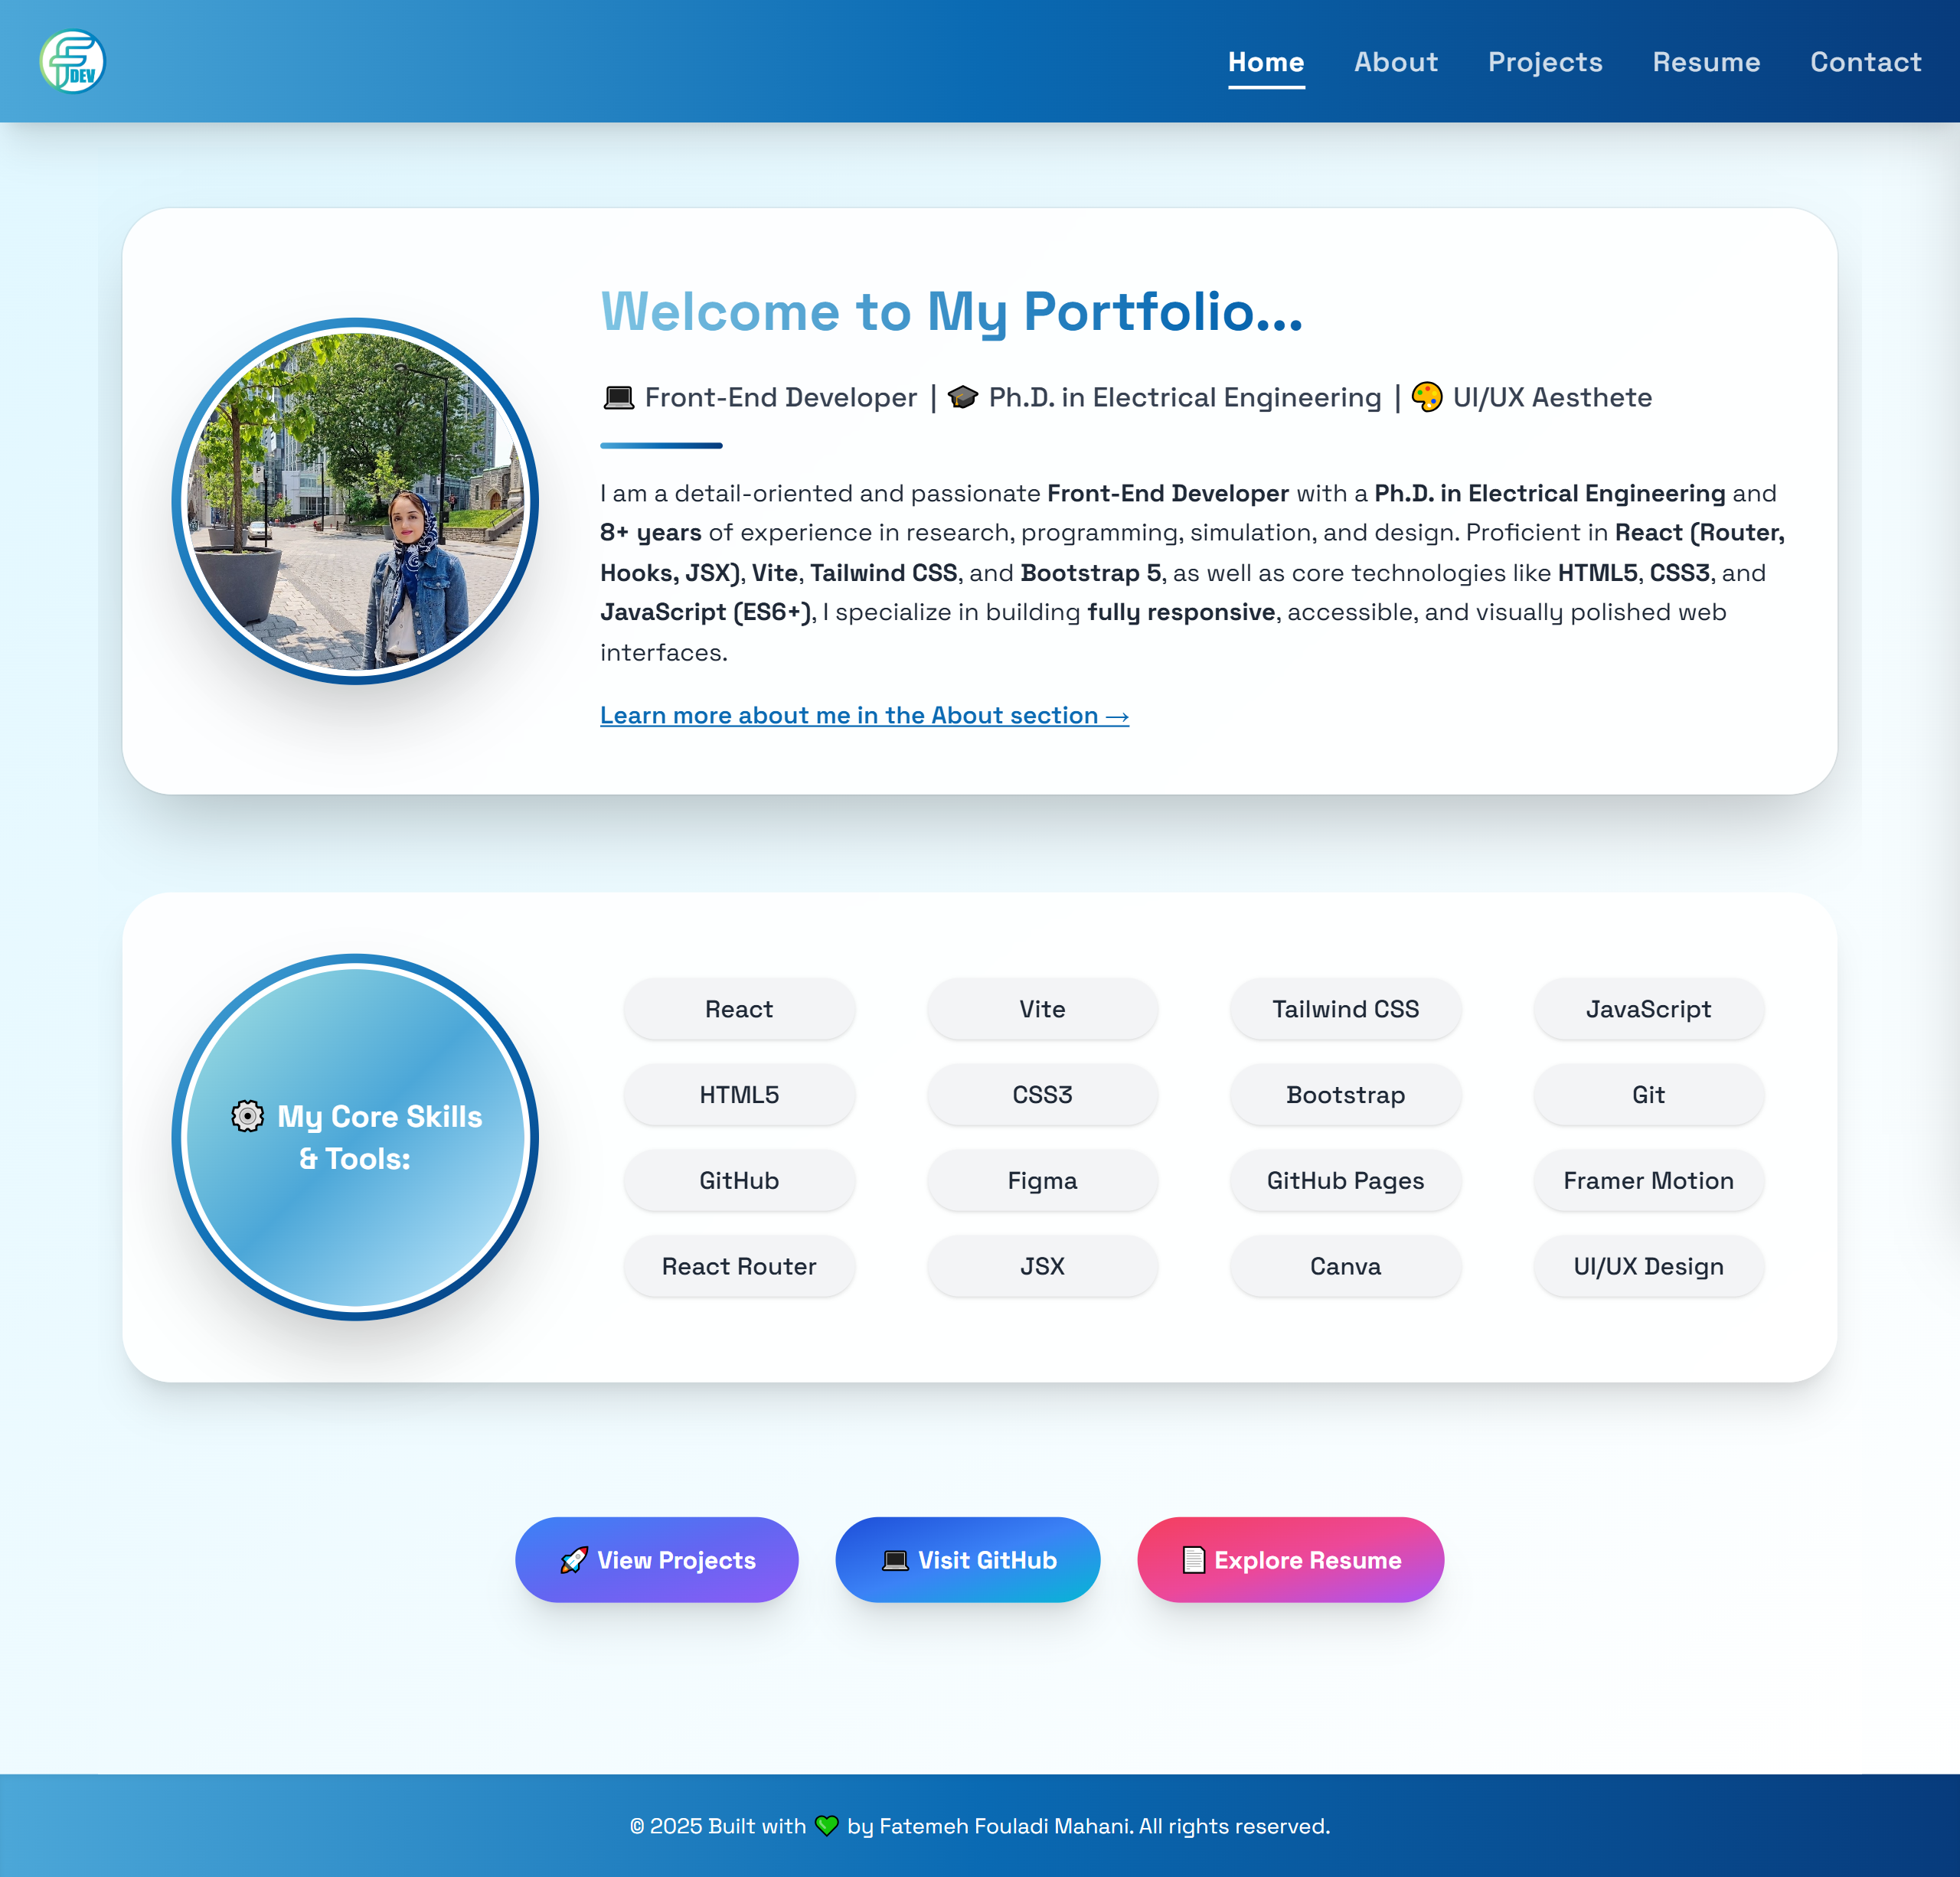 DEV
Home About Projects Resume Contact
Welcome to My Portfolio...
💻 Front-End Developer | 🎓 Ph.D. in Electrical Engineering | 🎨 UI/UX Aesthete
I am a detail-oriented and passionate Front-End Developer with a Ph.D. in Electrical Engineering and
8+ years of experience in research, programming, simulation, and design. Proficient in React (Router,
Hooks, JSX), Vite, Tailwind CSS, and Bootstrap 5, as well as core technologies like HTML5, CSS3, and
JavaScript (ES6+), I specialize in building fully responsive, accessible, and visually polished web
interfaces.
Learn more about me in the About section →
⚙️ My Core Skills
& Tools:
React Vite Tailwind CSS JavaScript
HTML5 CSS3 Bootstrap Git
GitHub Figma GitHub Pages Framer Motion
React Router JSX Canva UI/UX Design
🚀 View Projects 💻 Visit GitHub 📄 Explore Resume
© 2025 Built with 💚 by Fatemeh Fouladi Mahani. All rights reserved.